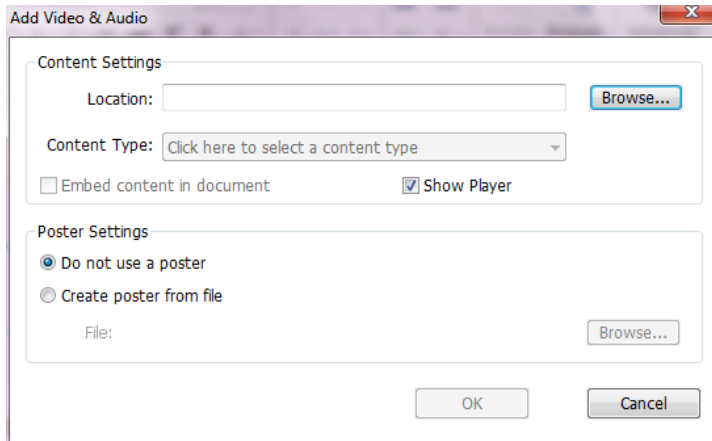 Add Video & Audio
Content Settings
Location:
Browse...
Content Type:
Click here to select a content type
Embed content in document
Show Player
Poster Settings
Do not use a poster
Create poster from file
File:
Browse...
OK
Cancel